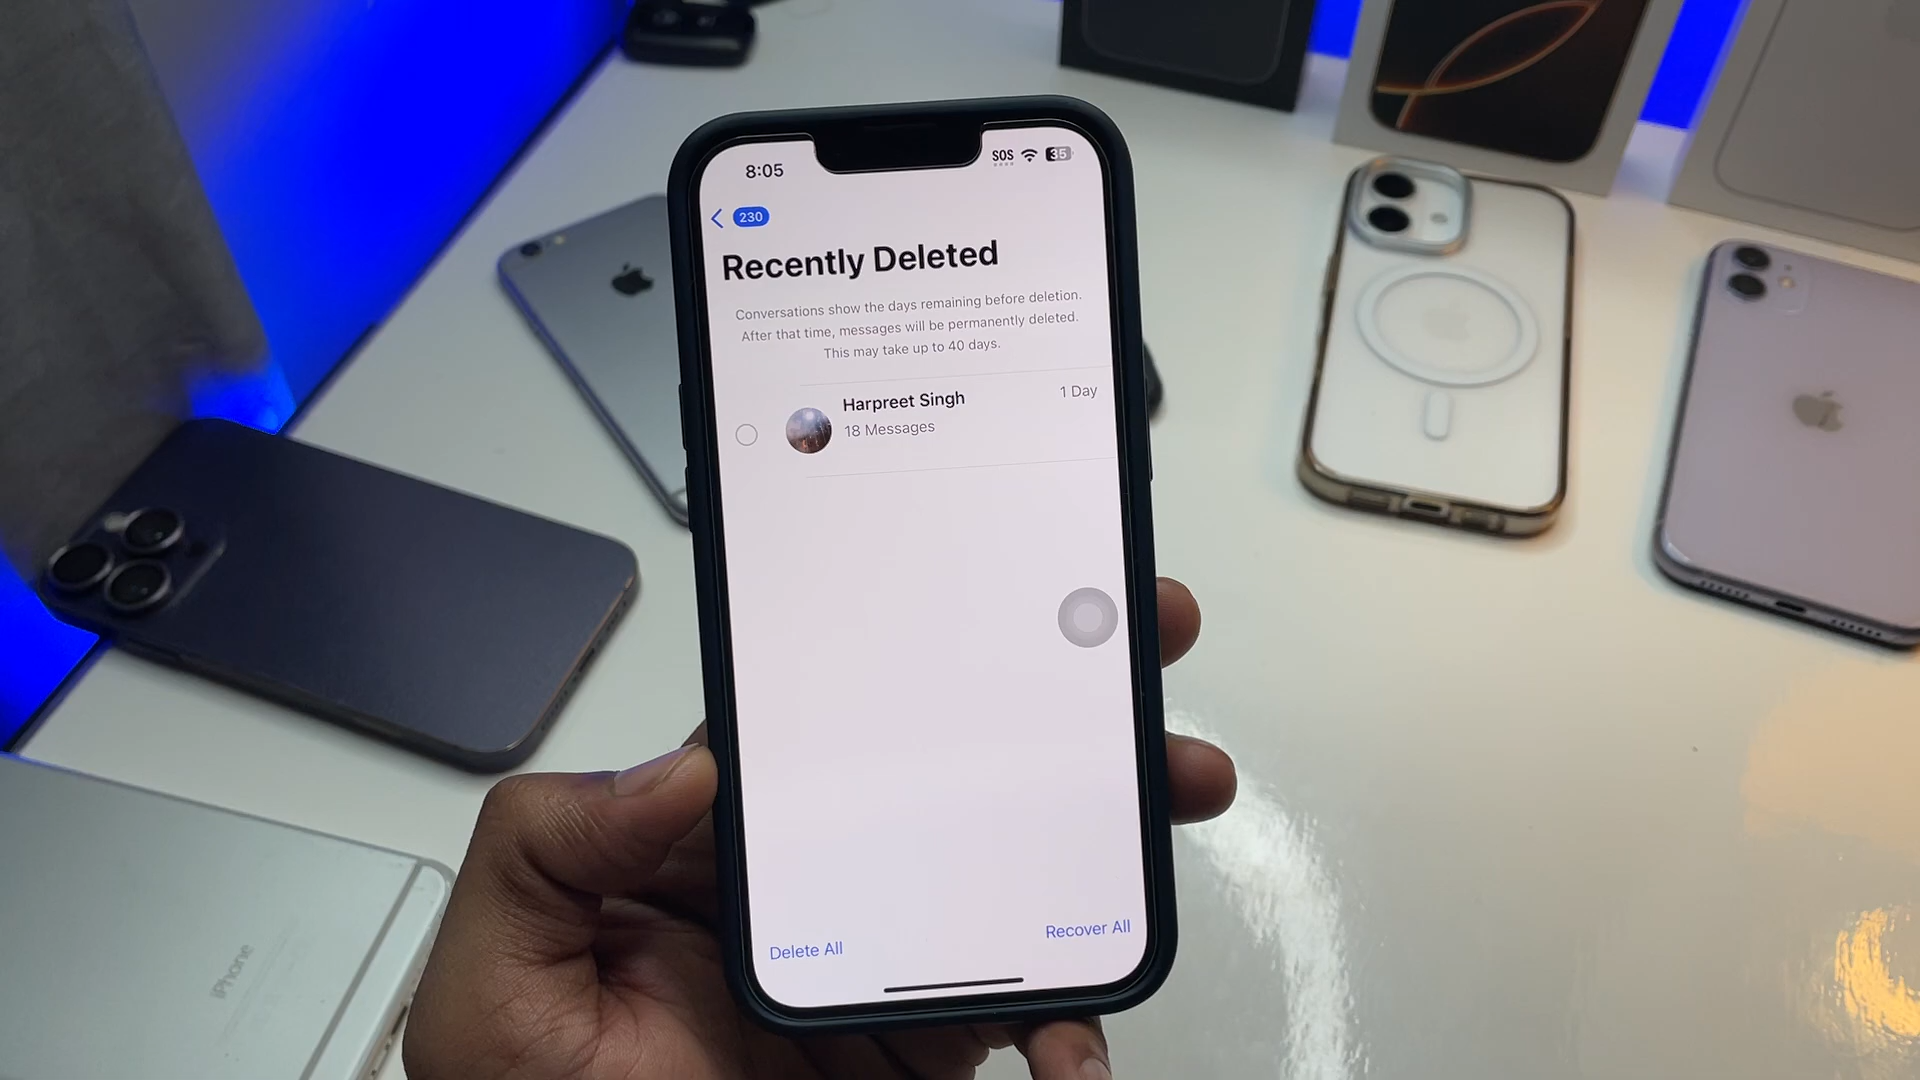 8:05
SOS
35
230
Recently Deleted
Conversations show the days remaining before deletion.
After that time, messages will be permanently deleted.
This may take up to 40 days.
Harpreet Singh
1 Day
18 Messages
Delete All
Recover All
iPhone